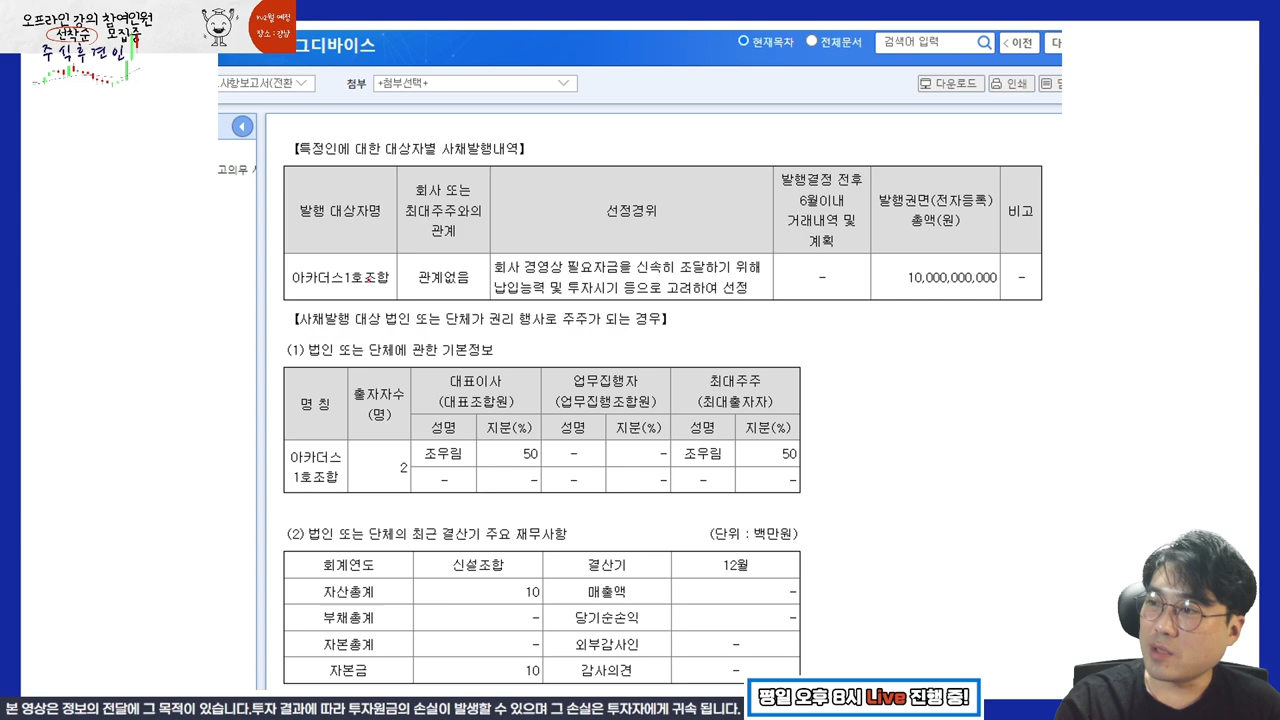 오프라인 강의 참여인원
선착순 모집중
주식후견인
장소 : 강남
그디바이스
현재목차
전체문서
검색어 입력
이전
사항보고서(전환
첨부
+첨부선택+
다운로드
인쇄
고의무
【특정인에 대한 대상자별 사채발행내역】
발행 대상자명
회사 또는
최대주주와의
관계
선정경위
발행결정 전후
6월이내
거래내역 및
계획
발행권면(전자등록)
총액(원)
비고
아카더스1호조합
관계없음
회사 경영상 필요자금을 신속히 조달하기 위해
납입능력 및 투자시기 등으로 고려하여 선정
-
10,000,000,000
-
【사채발행 대상 법인 또는 단체가 권리 행사로 주주가 되는 경우】
(1) 법인 또는 단체에 관한 기본정보
명 칭
출자자수
(명)
대표이사
(대표조합원)
업무집행자
(업무집행조합원)
최대주주
(최대출자자)
성명 지분(%) 성명 지분(%) 성명 지분(%)
아카더스
1호조합
2
조우림 50 - - 조우림 50
- - - - - -
(2) 법인 또는 단체의 최근 결산기 주요 재무사항 (단위 : 백만원)
회계연도 신설조합 결산기 12월
자산총계 10 매출액 -
부채총계 - 당기순손익 -
자본총계 - 외부감사인 -
자본금 10 감사의견 -
본 영상은 정보의 전달에 그 목적이 있습니다.투자 결과에 따라 투자원금의 손실이 발생할 수 있으며 그 손실은 투자자에게 귀속 됩니다.
평일 오후 8시 Live 진행 중!